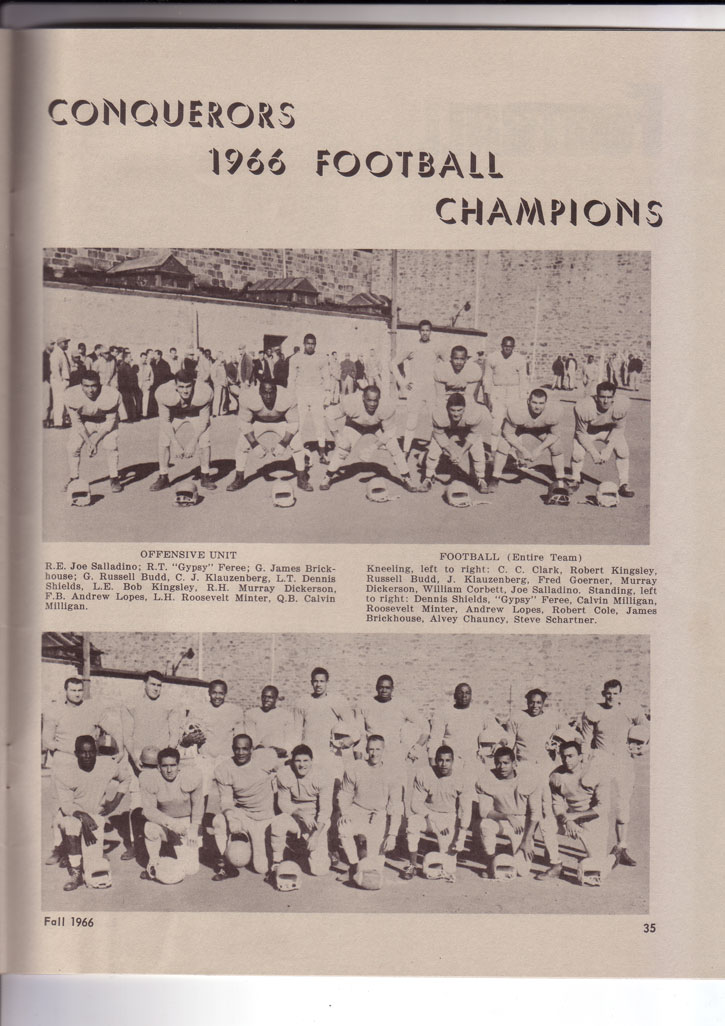 CONQUERORS
1966 FOOTBALL
CHAMPIONS
OFFENSIVE UNIT
R.E. Joe Salladino; R.T. "Gypsy" Feree; G. James Brick-
house; G. Russell Budd, C. J. Klauzenberg, L.T. Dennis
Shields, L.E. Bob Kingsley, R.H. Murray Dickerson,
F.B. Andrew Lopes, L.H. Roosevelt Minter, Q.B. Calvin
Milligan.
FOOTBALL (Entire Team)
Kneeling, left to right: C. C. Clark, Robert Kingsley,
Russell Budd, J. Klauzenberg, Fred Goerner, Murray
Dickerson, William Corbett, Joe Salladino. Standing, left
to right: Dennis Shields, "Gypsy" Feree, Calvin Milligan,
Roosevelt Minter, Andrew Lopes, Robert Cole, James
Brickhouse, Alvey Chauncy, Steve Schartner.
Fall 1966
35